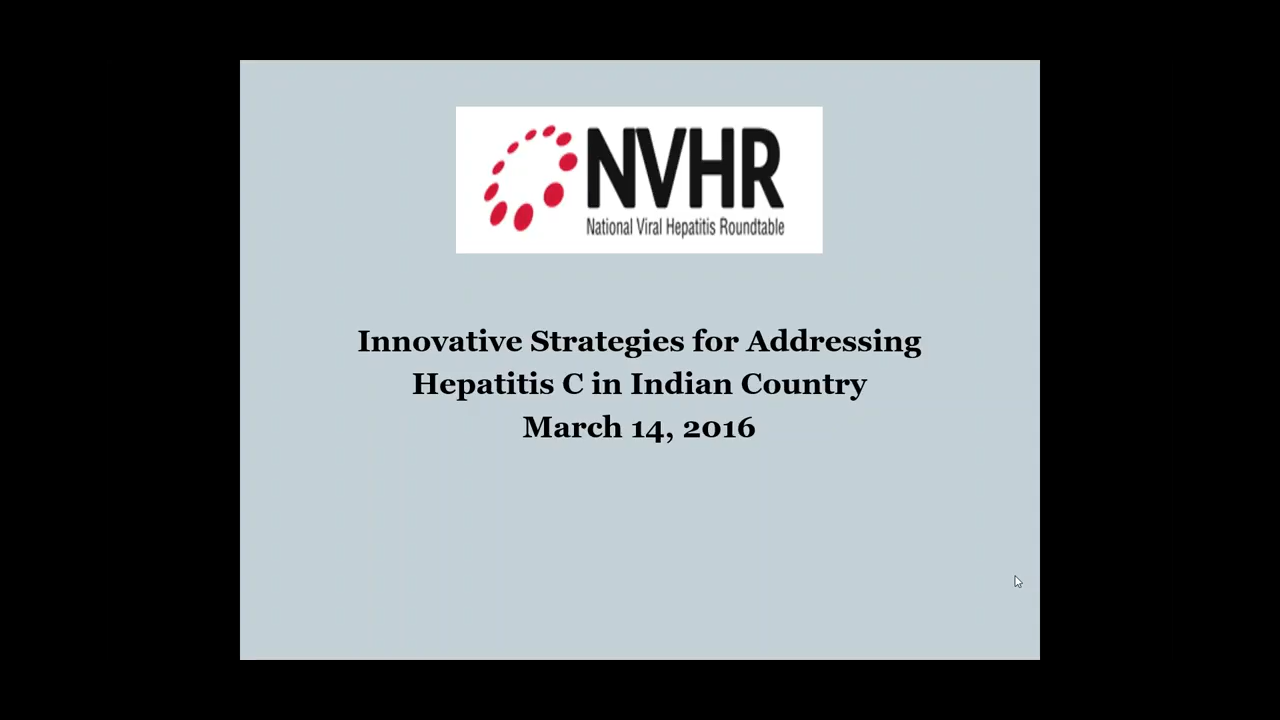 NVHR
National Viral Hepatitis Roundtable
Innovative Strategies for Addressing
Hepatitis C in Indian Country
March 14, 2016